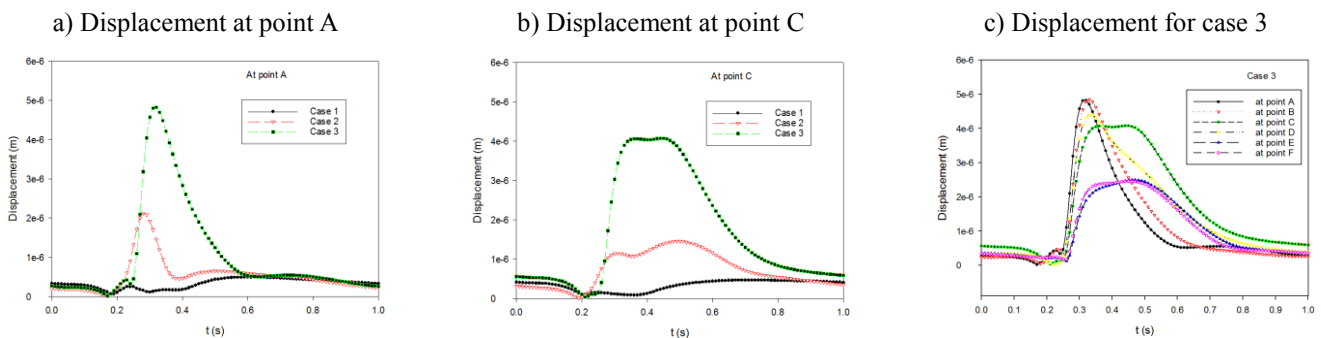 a) Displacement at point A
b) Displacement at point C
c) Displacement for case 3
6e-6
5e-6
4e-6
3e-6
2e-6
1e-6
0
Displacement (m)
At point A
Case 1
Case 2
Case 3
0.0 0.2 0.4 0.6 0.8 1.0
t (s)
6e-6
5e-6
4e-6
3e-6
2e-6
1e-6
0
Displacement (m)
At point C
Case 1
Case 2
Case 3
0.0 0.2 0.4 0.6 0.8 1.0
t (s)
6e-6
5e-6
4e-6
3e-6
2e-6
1e-6
0
Displacement (m)
Case 3
at point A
at point B
at point C
at point D
at point E
at point F
0.0 0.1 0.2 0.3 0.4 0.5 0.6 0.7 0.8 0.9 1.0
t (s)